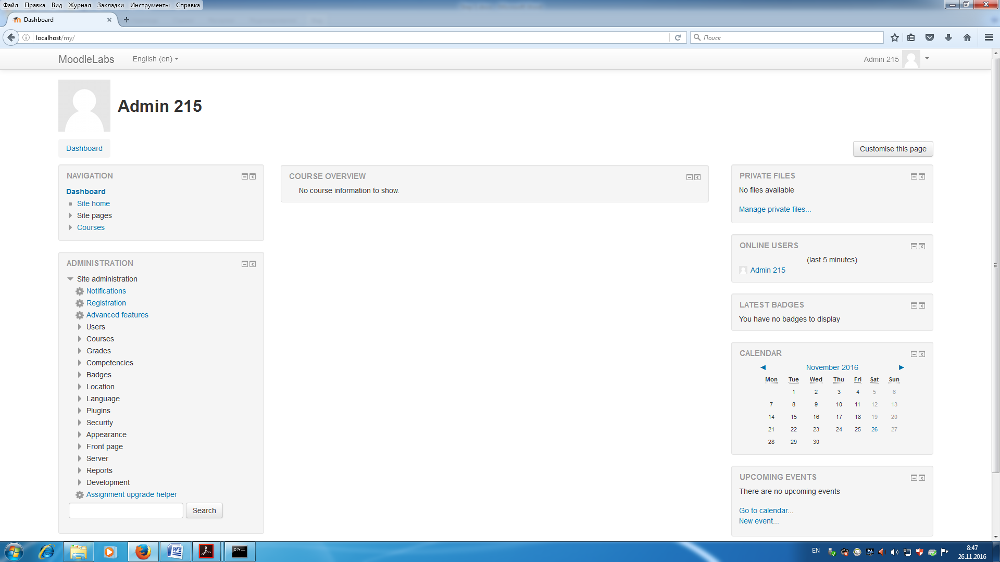 Файл Правка Вид Журнал Закладки Инструменты Справка
Dashboard
localhost/my/
Поиск
MoodleLabs English (en)
Admin 215
Admin 215
Dashboard
Customise this page
NAVIGATION
Dashboard
Site home
Site pages
Courses
ADMINISTRATION
Site administration
Notifications
Registration
Advanced features
Users
Courses
Grades
Competencies
Badges
Location
Language
Plugins
Security
Appearance
Front page
Server
Reports
Development
Assignment upgrade helper
Search
COURSE OVERVIEW
No course information to show.
PRIVATE FILES
No files available
Manage private files...
ONLINE USERS
(last 5 minutes)
Admin 215
LATEST BADGES
You have no badges to display
CALENDAR
◄ November 2016 ►
Mon Tue Wed Thu Fri Sat Sun
1 2 3 4 5 6
7 8 9 10 11 12 13
14 15 16 17 18 19 20
21 22 23 24 25 26 27
28 29 30
UPCOMING EVENTS
There are no upcoming events
Go to calendar...
New event...
C:\
EN
8:47
26.11.2016